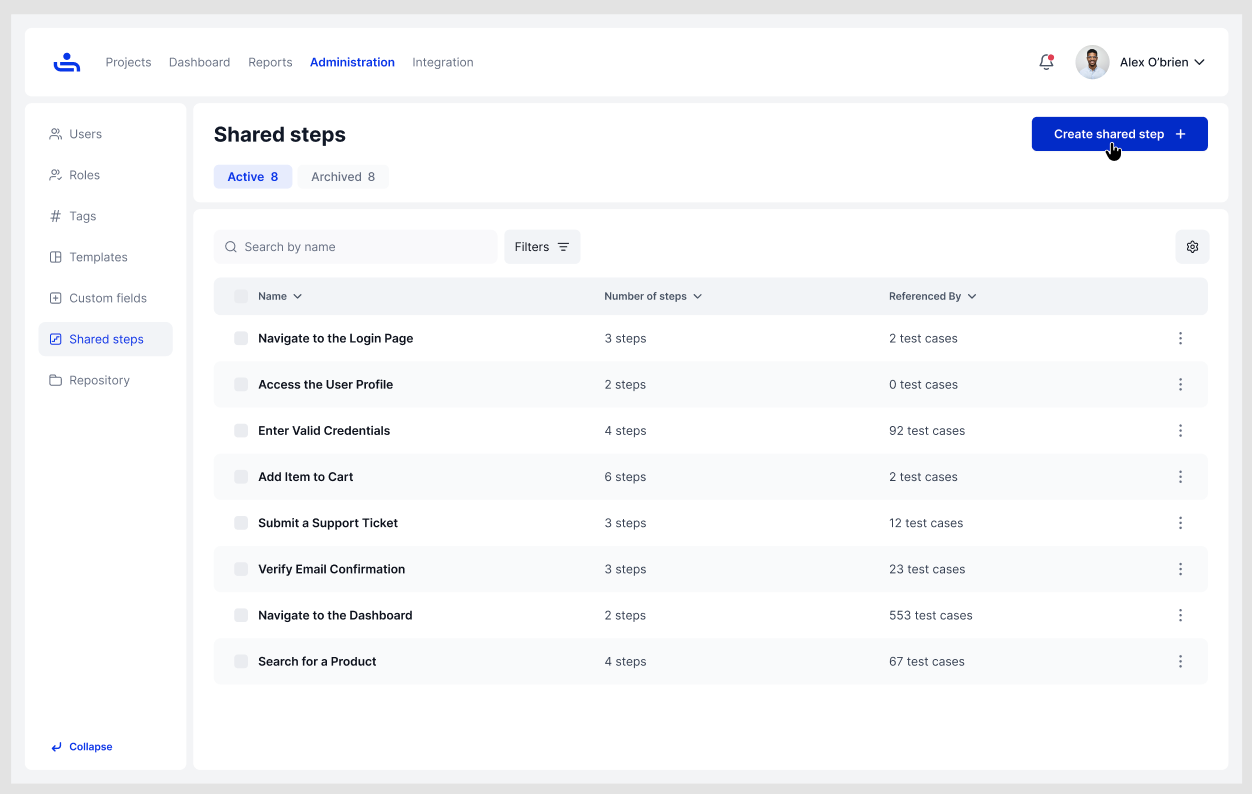 Projects Dashboard Reports Administration Integration Alex O’brien
Users
Roles
Tags
Templates
Custom fields
Shared steps
Repository
Collapse
Shared steps
Create shared step +
Active 8 Archived 8
Search by name Filters
Name Number of steps Referenced By
Navigate to the Login Page 3 steps 2 test cases
Access the User Profile 2 steps 0 test cases
Enter Valid Credentials 4 steps 92 test cases
Add Item to Cart 6 steps 2 test cases
Submit a Support Ticket 3 steps 12 test cases
Verify Email Confirmation 3 steps 23 test cases
Navigate to the Dashboard 2 steps 553 test cases
Search for a Product 4 steps 67 test cases